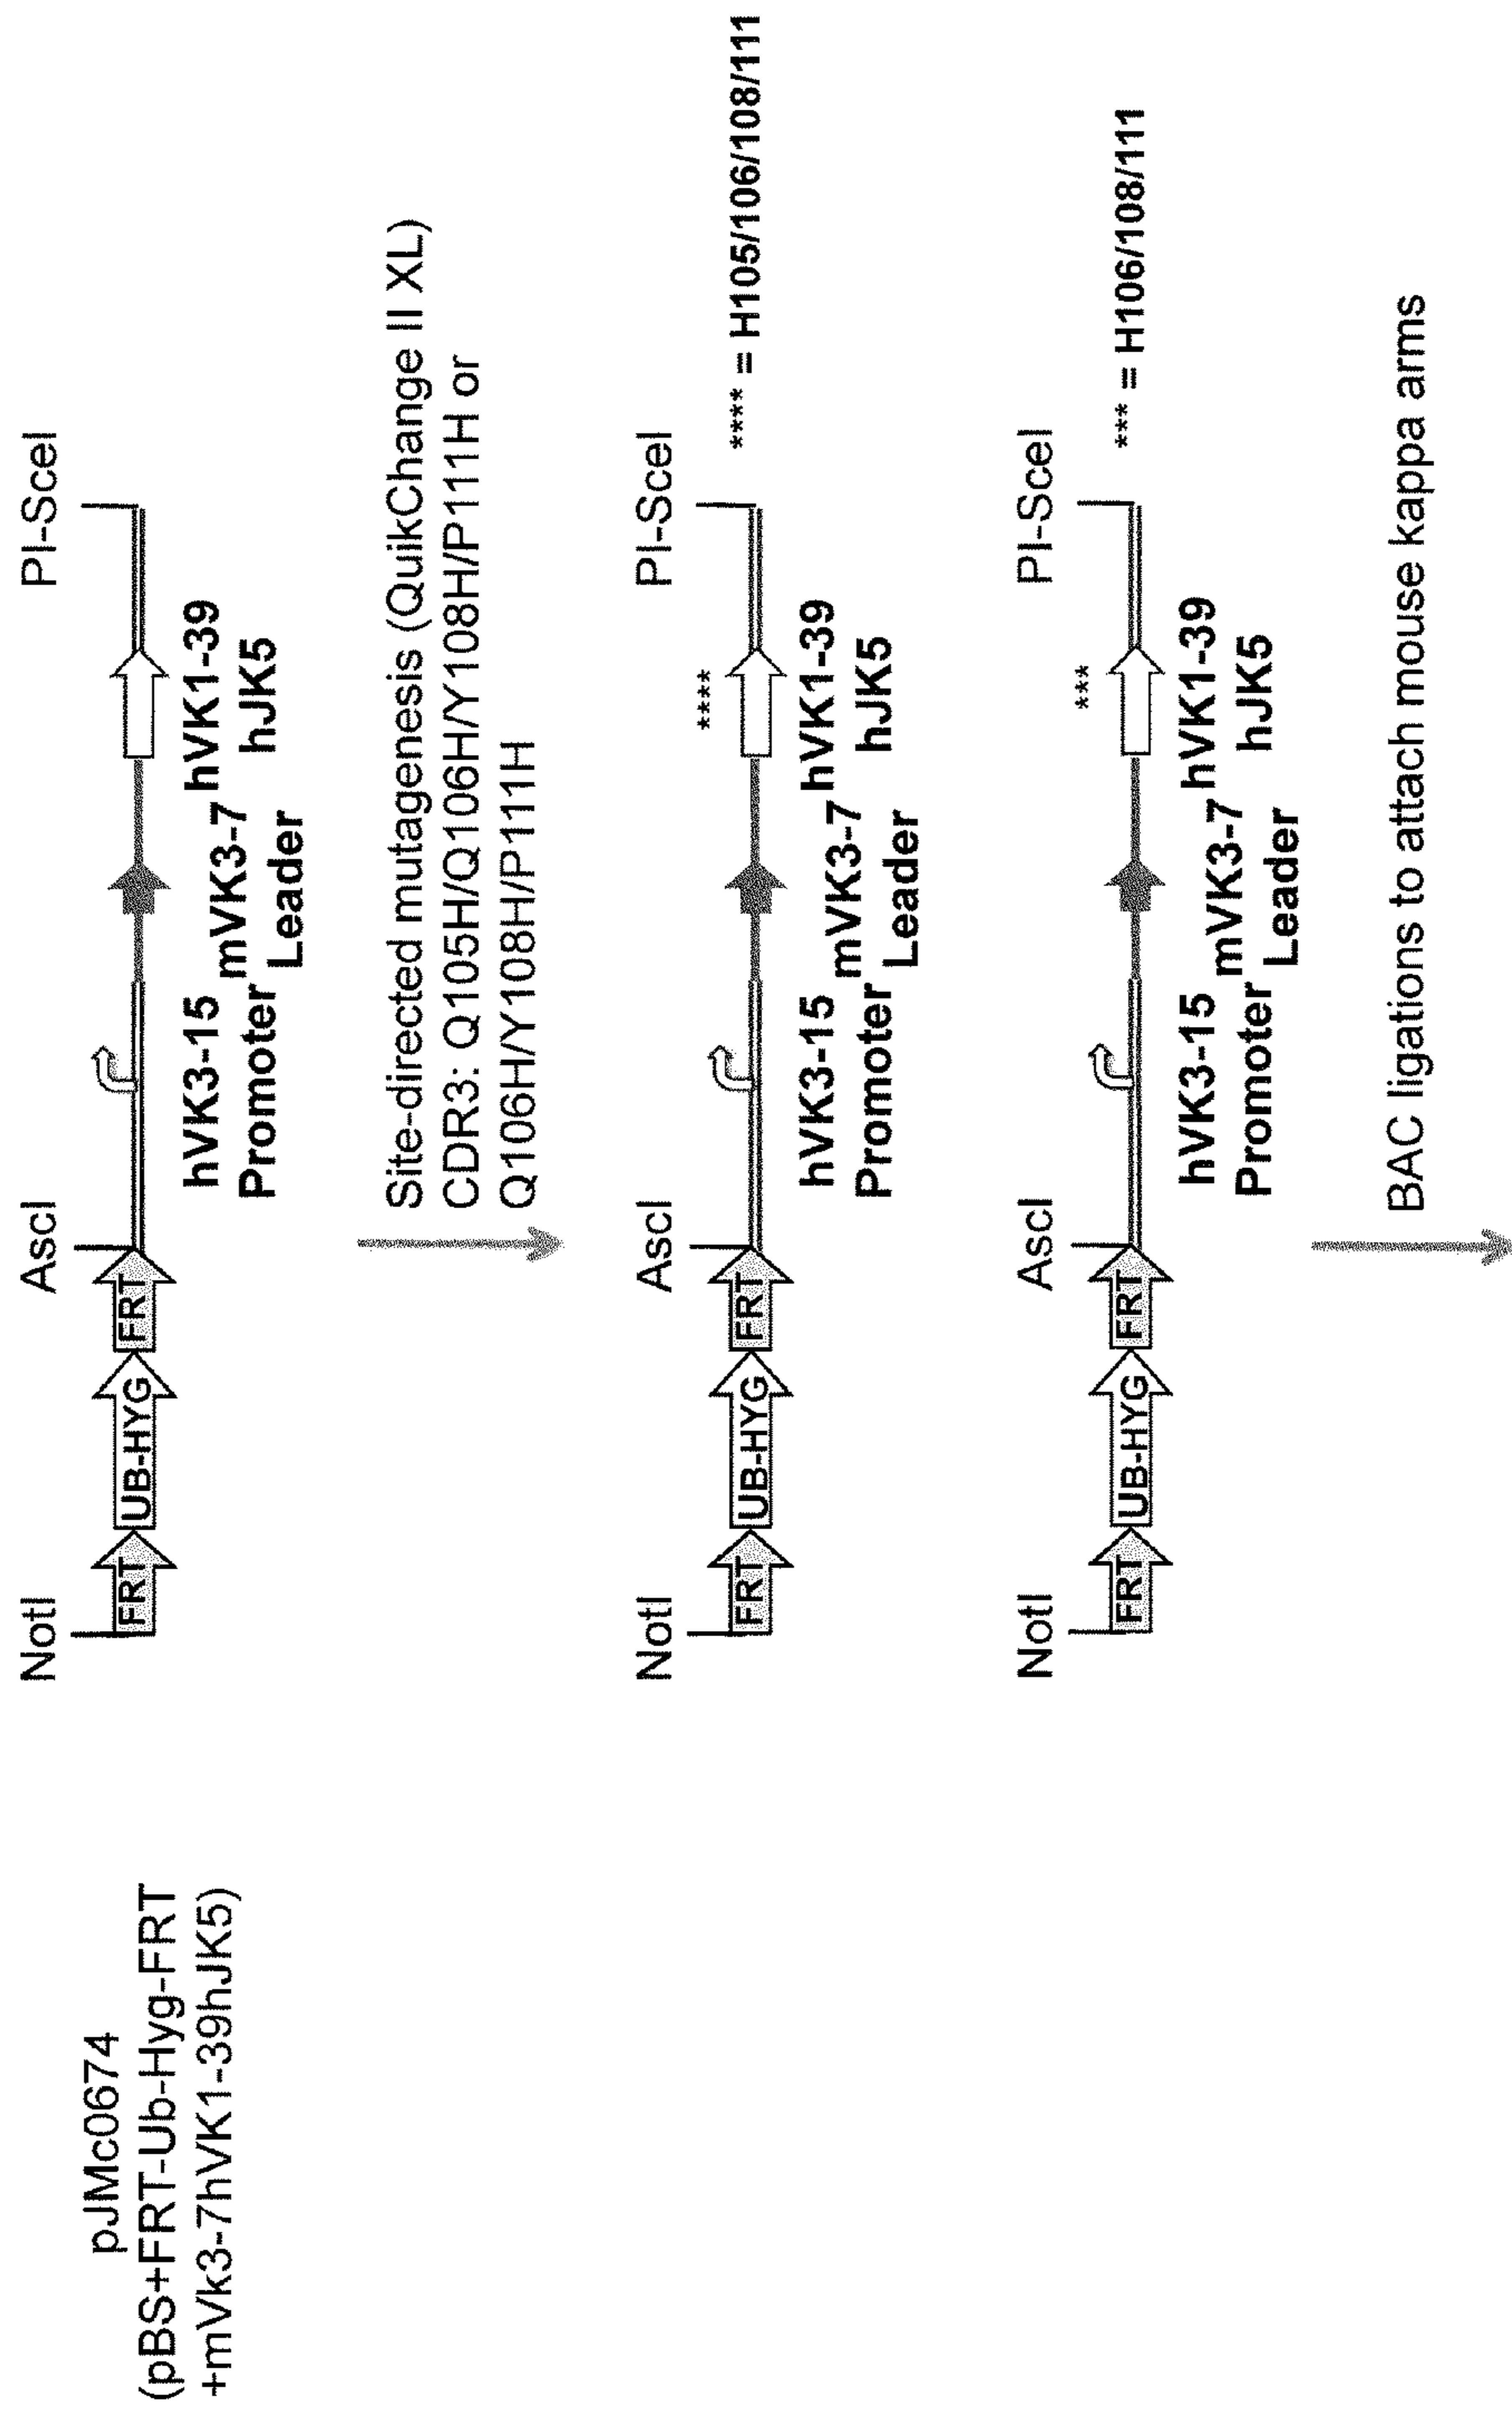 pJMc0674
(pBS+FRT-Ub-Hyg-FRT
+mVk3-7hVK1-39hJK5)
NotI AscI PI-SceI
FRT UB-HYG FRT
hVK3-15 mVK3-7 hVK1-39
Promoter Leader hJK5
Site-directed mutagenesis (QuikChange II XL)
CDR3: Q105H/Q106H/Y108H/P111H or
Q106H/Y108H/P111H
NotI AscI PI-SceI
****
FRT UB-HYG FRT
**** = H105/106/108/111
hVK3-15 mVK3-7 hVK1-39
Promoter Leader hJK5
NotI AscI PI-SceI
***
FRT UB-HYG FRT
*** = H106/108/111
hVK3-15 mVK3-7 hVK1-39
Promoter Leader hJK5
BAC ligations to attach mouse kappa arms